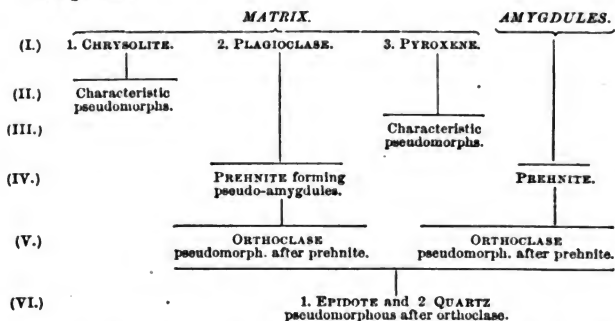 MATRIX. AMYGDULES.
(I.) 1. CHRYSOLITE. 2. PLAGIOCLASE. 3. PYROXENE.
(II.) Characteristic
pseudomorphs.
(III.) Characteristic
pseudomorphs.
(IV.) PREHNITE forming PREHNITE.
pseudo-amygdules.
(V.) ORTHOCLASE ORTHOCLASE
pseudomorph. after prehnite. pseudomorph. after prehnite.
(VI.) 1. EPIDOTE and 2 QUARTZ
pseudomorphous after orthoclase.